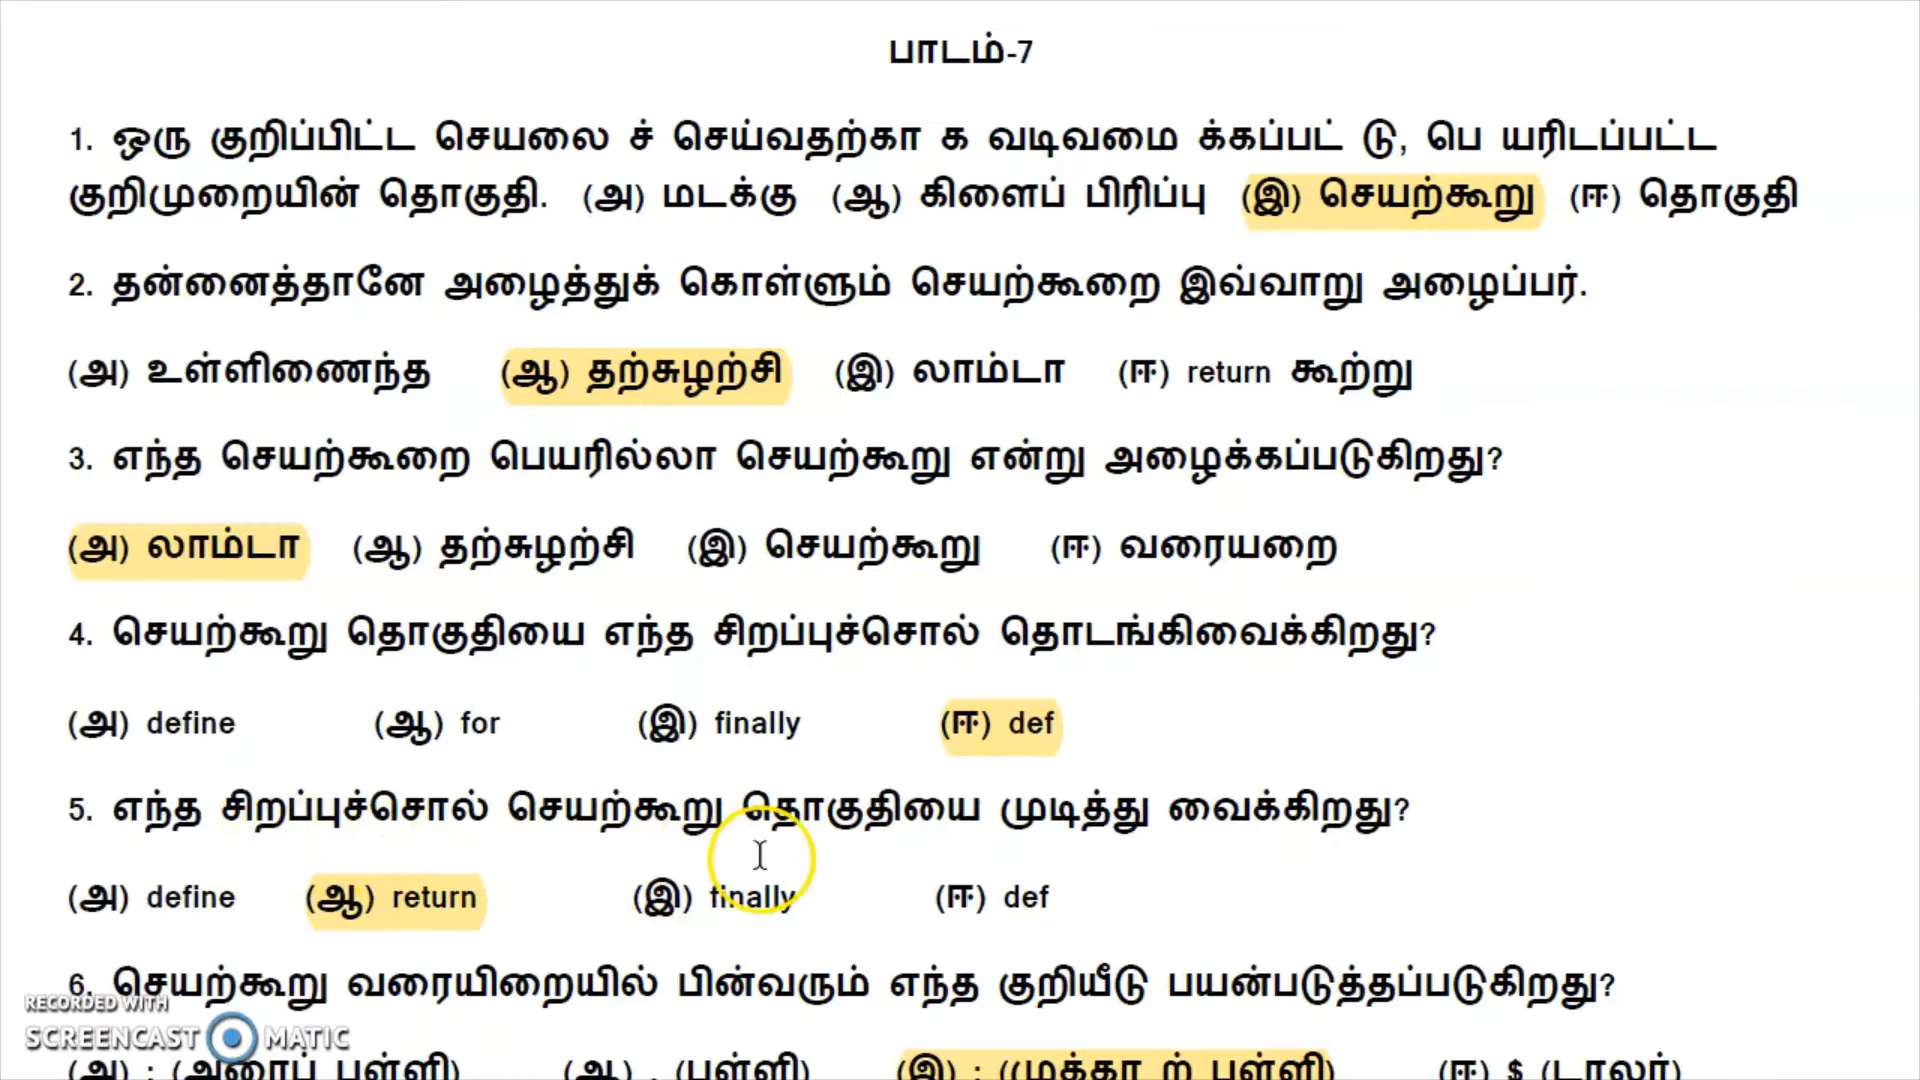 பாடம்-7
1. ஒரு குறிப்பிட்ட செயலை ச் செய்வதற்கா க வடிவமை க்கப்பட் டு, பெ யரிடப்பட்ட
குறிமுறையின் தொகுதி. (அ) மடக்கு (ஆ) கிளைப் பிரிப்பு (இ) செயற்கூறு (ஈ) தொகுதி
2. தன்னைத்தானே அழைத்துக் கொள்ளும் செயற்கூறை இவ்வாறு அழைப்பர்.
(அ) உள்ளிணைந்த (ஆ) தற்சுழற்சி (இ) லாம்டா (ஈ) return கூற்று
3. எந்த செயற்கூறை பெயரில்லா செயற்கூறு என்று அழைக்கப்படுகிறது?
(அ) லாம்டா (ஆ) தற்சுழற்சி (இ) செயற்கூறு (ஈ) வரையறை
4. செயற்கூறு தொகுதியை எந்த சிறப்புச்சொல் தொடங்கிவைக்கிறது?
(அ) define (ஆ) for (இ) finally (ஈ) def
5. எந்த சிறப்புச்சொல் செயற்கூறு தொகுதியை முடித்து வைக்கிறது?
(அ) define (ஆ) return (இ) finally (ஈ) def
6. செயற்கூறு வரையிறையில் பின்வரும் எந்த குறியீடு பயன்படுத்தப்படுகிறது?
RECORDED WITH
SCREENCAST MATIC
(அ) ; (அரைப் புள்ளி) (ஆ) . (புள்ளி) (இ) : (முக்கா ற் புள்ளி) (ஈ) $ (டாலர்)